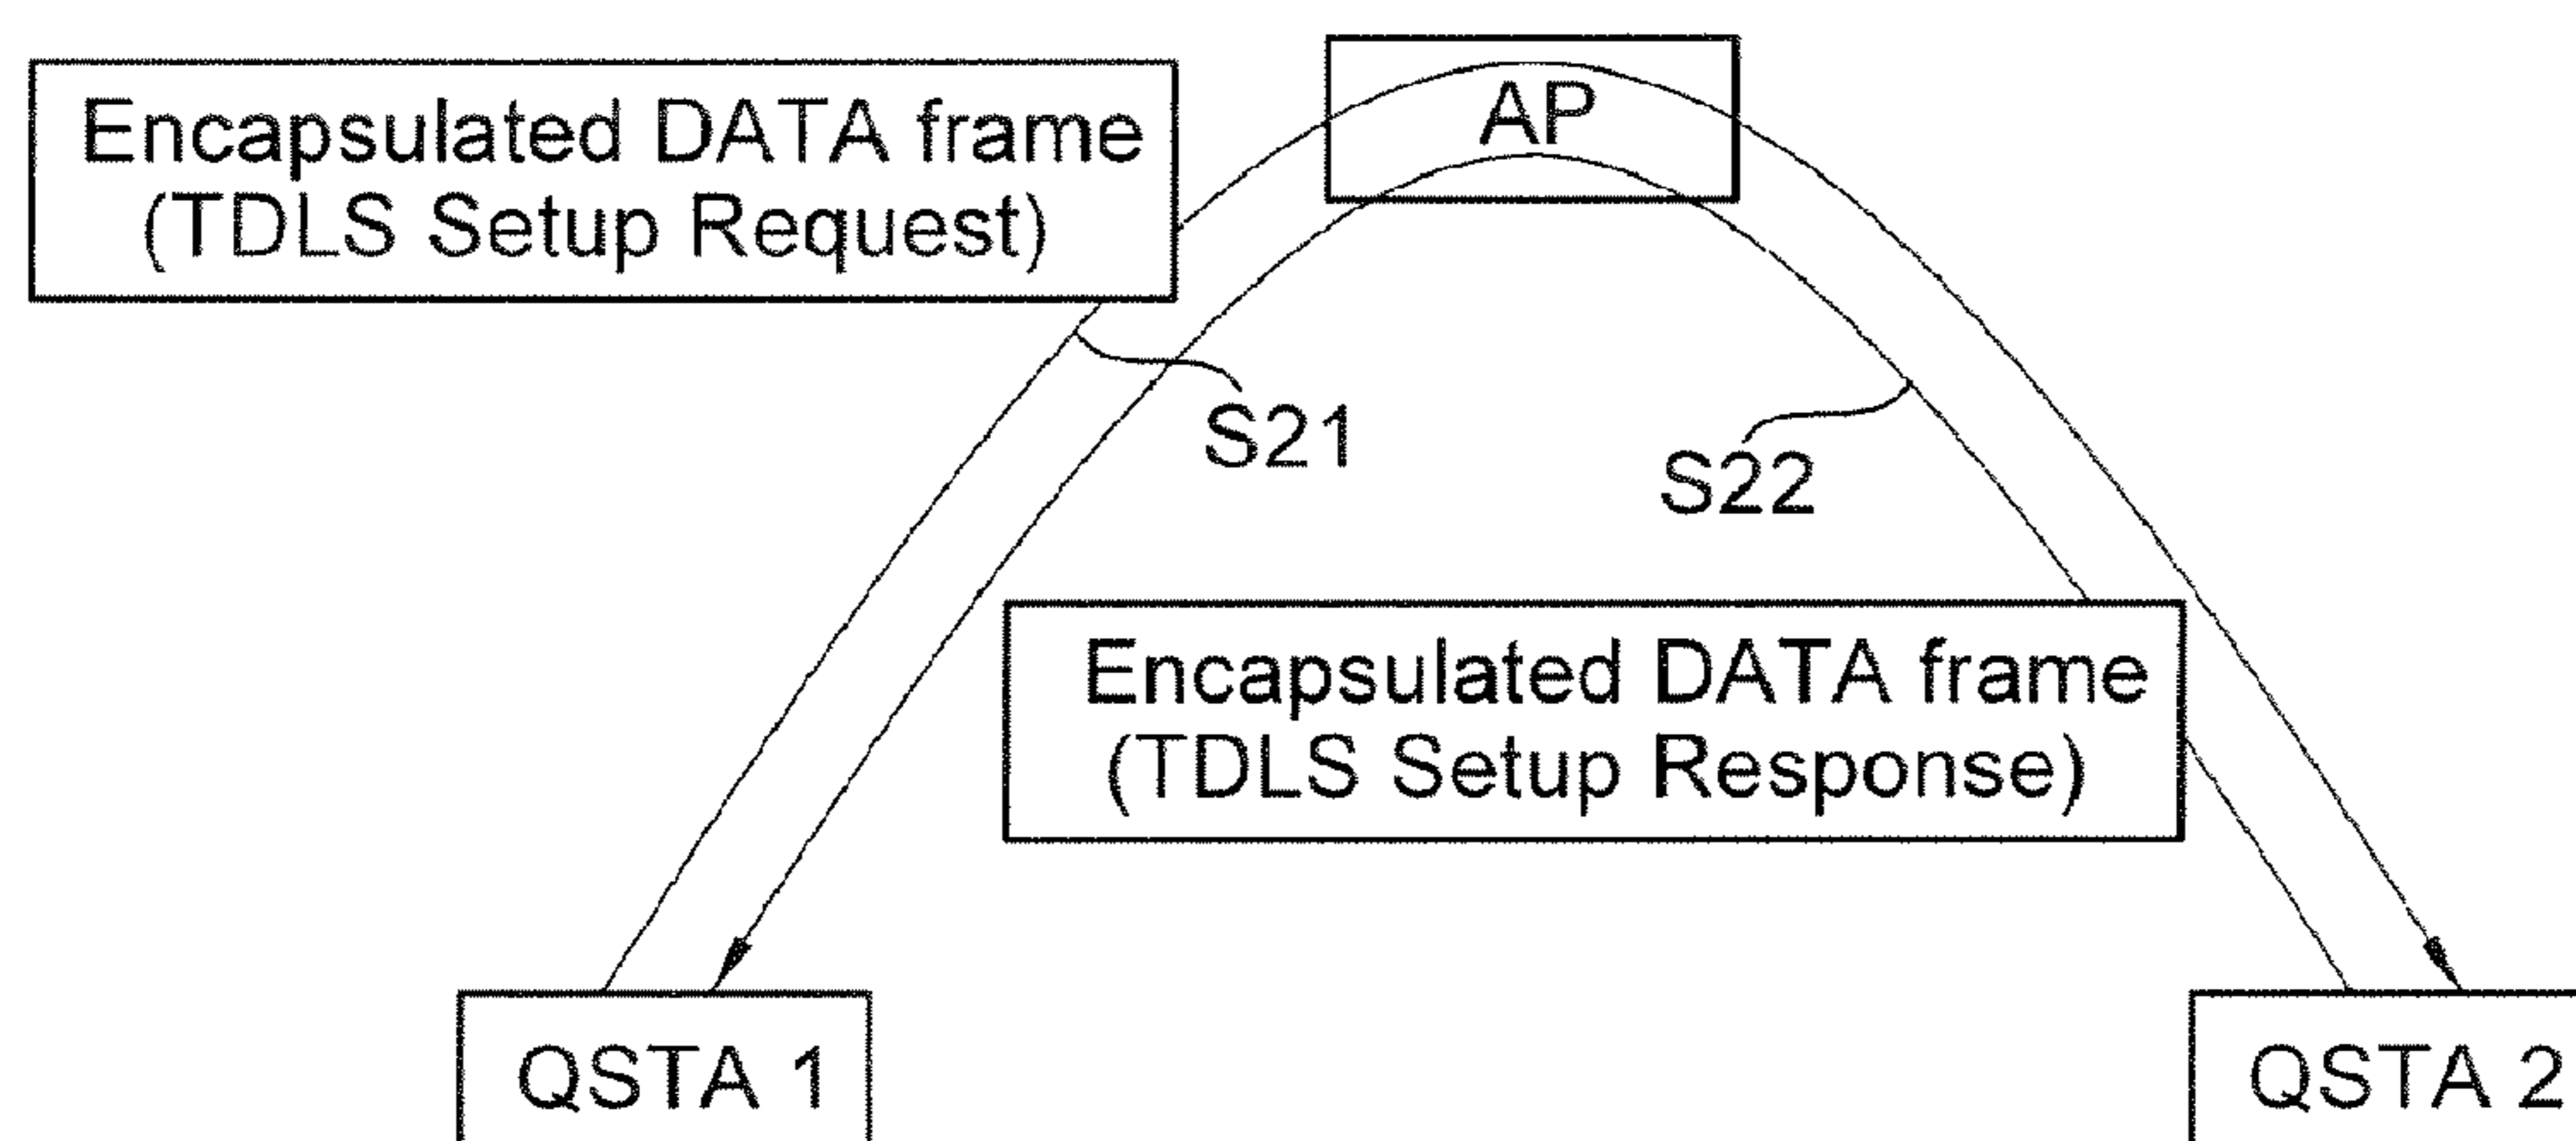 Encapsulated DATA frame
(TDLS Setup Request)
AP
S21
S22
Encapsulated DATA frame
(TDLS Setup Response)
QSTA 1
QSTA 2